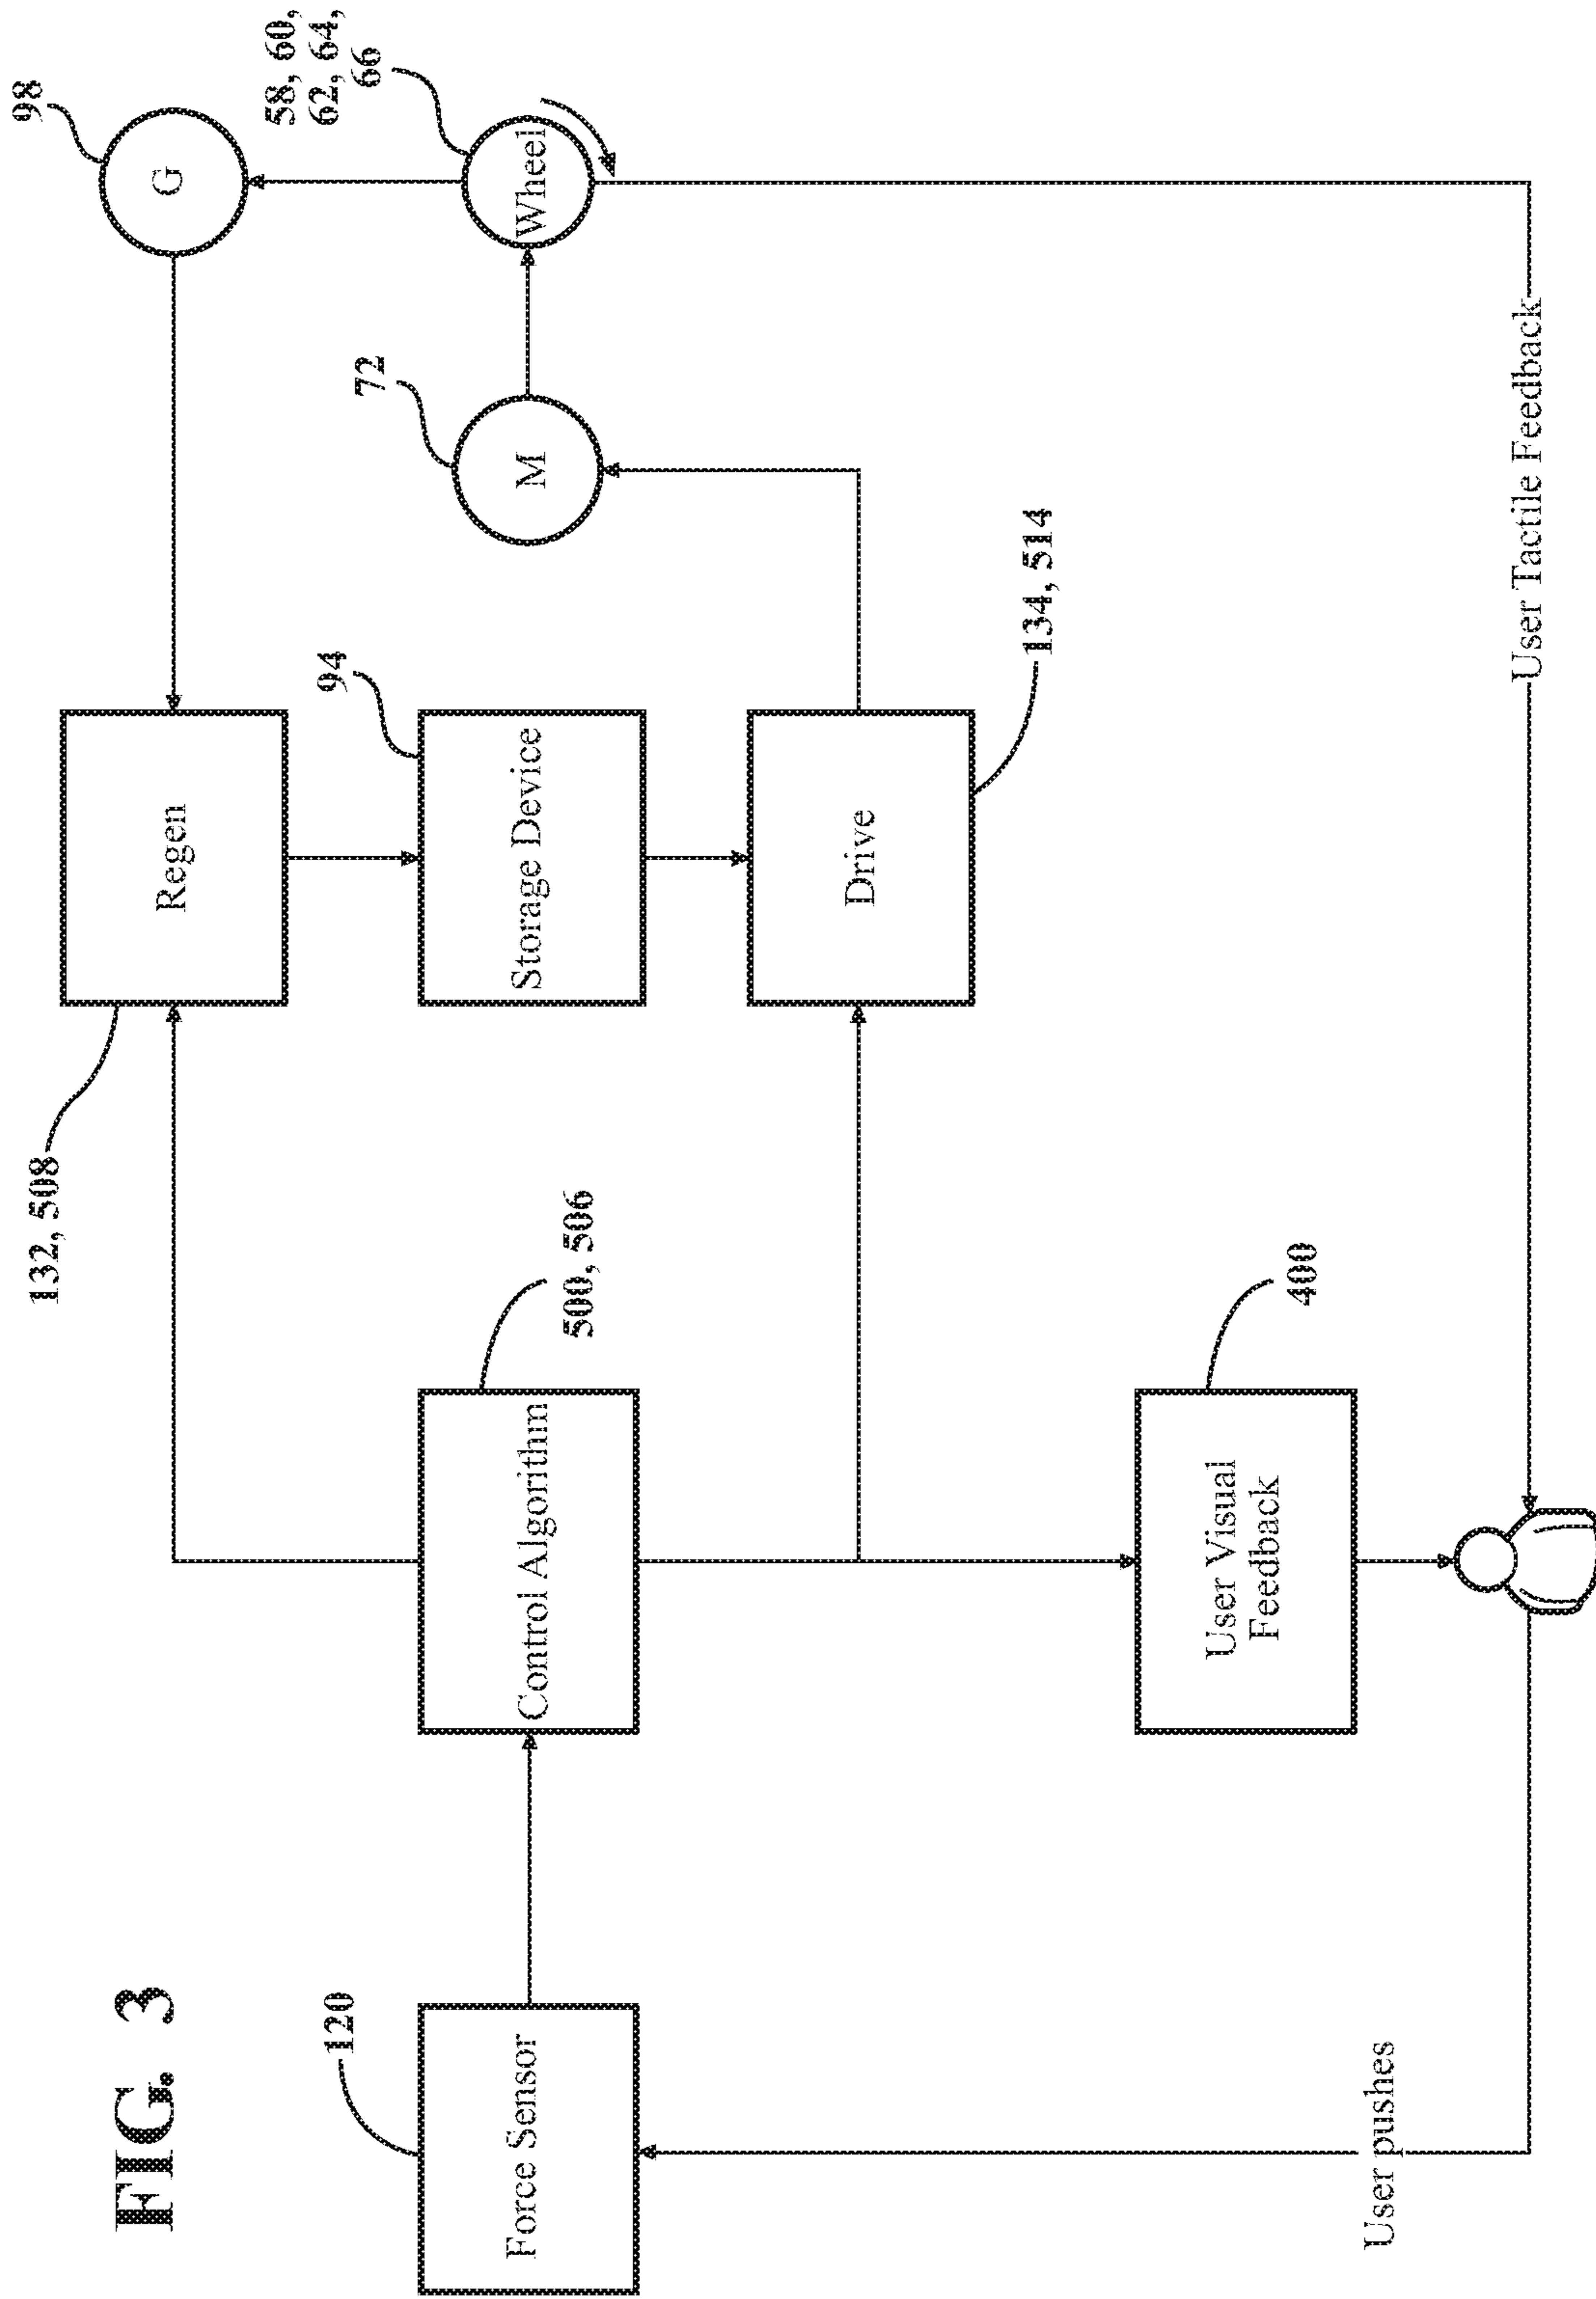 FIG. 3
98
G
58, 60,
62, 64,
66
Wheel
132, 508
Regen
72
M
94
Storage Device
120
Force Sensor
500, 506
Control Algorithm
Drive
134, 514
User Visual
Feedback
400
User pushes
User Tactile Feedback